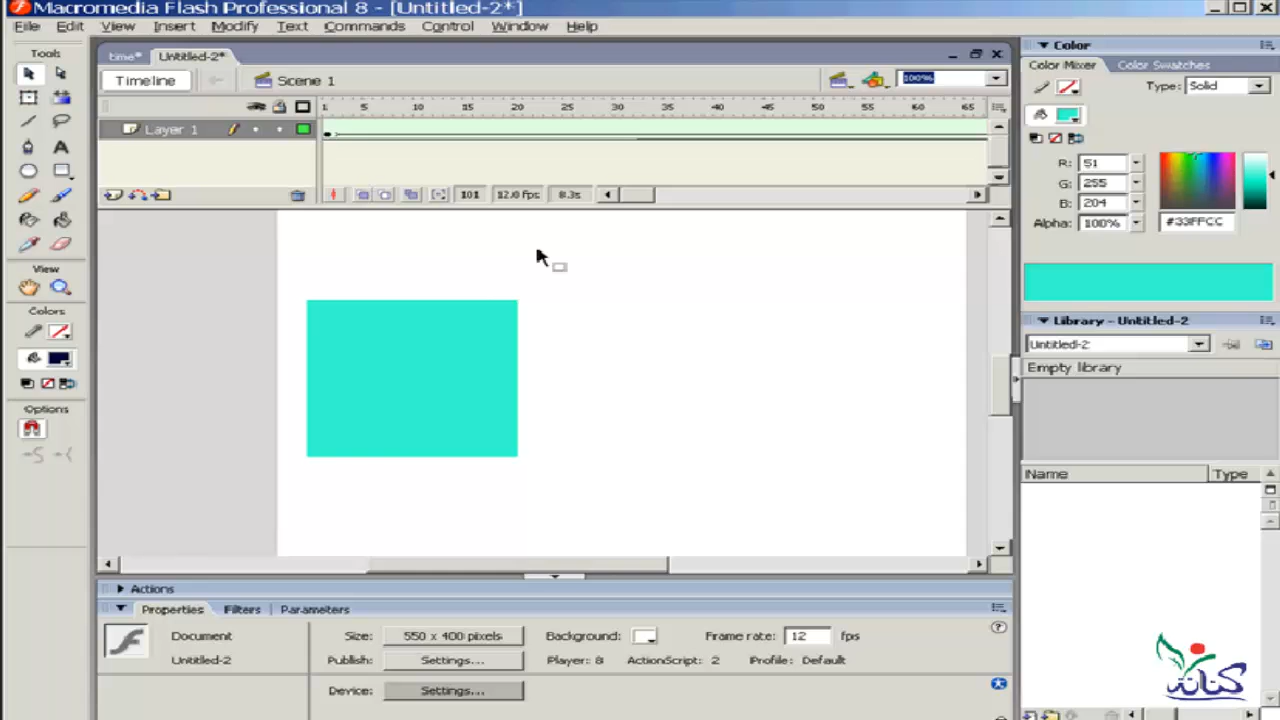 Macromedia Flash Professional 8 - [Untitled-2*]
File Edit View Insert Modify Text Commands Control Window Help
Tools
time* Untitled-2*
Timeline Scene 1 100%
1 5 10 15 20 25 30 35 40 45 50 55 60 65
Layer 1
101 12.0 fps 8.3s
View
Colors
Options
Color
Color Mixer Color Swatches
Type: Solid
R: 51
G: 255
B: 204
Alpha: 100% #33FFCC
Library - Untitled-2
Untitled-2
Empty library
Name Type
Actions
Properties Filters Parameters
Document Size: 550 x 400 pixels Background: Frame rate: 12 fps
Untitled-2 Publish: Settings... Player: 8 ActionScript: 2 Profile: Default
Device: Settings...
كنانة